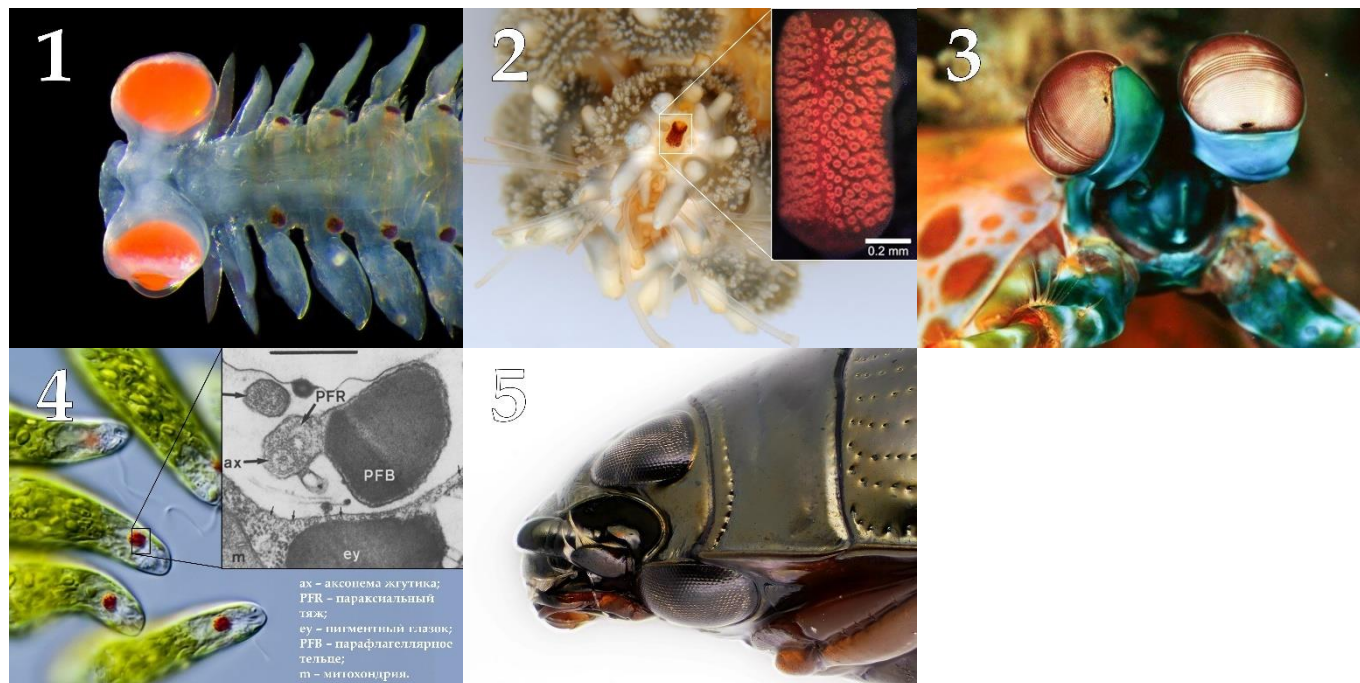 1
2
0.2 mm
3
4
PFR
ax
PFB
m
ey
ax – аксонема жгутика;
PFR – параксиальный
тяж;
ey – пигментный глазок;
PFB – парафлагеллярное
тельце;
m – митохондрия.
5